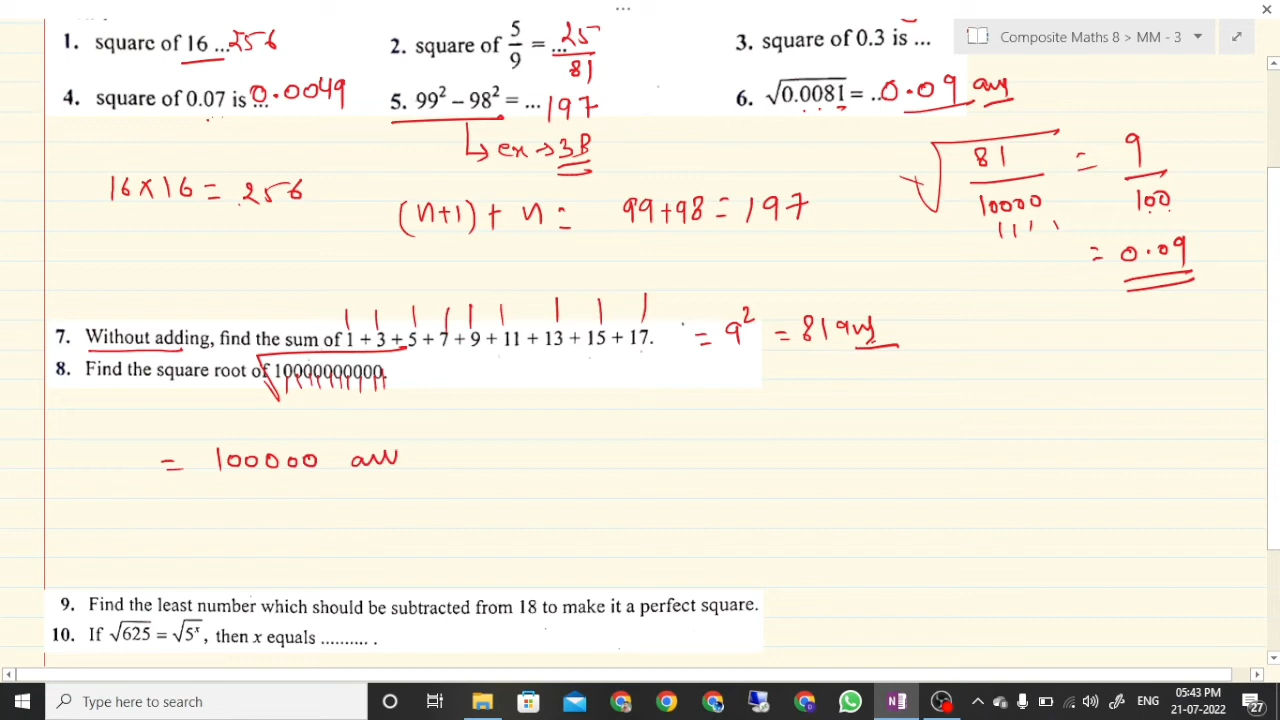 Composite Maths 8 > MM - 3
1. square of 16 ...256
2. square of 5/9 = ... 25/81
3. square of 0.3 is ...
4. square of 0.07 is ... 0.0049
5. 99² – 98² = ... 197
6. √0.0081 = .. 0.09 ans
↳ ex → 3B
√81/10000 = 9/100
16 × 16 = 256
(n+1) + n = 99+98 = 197
= 0.09
7. Without adding, find the sum of 1 + 3 + 5 + 7 + 9 + 11 + 13 + 15 + 17. = 9² = 81 ans
8. Find the square root of 10000000000.
= 100000 ans
9. Find the least number which should be subtracted from 18 to make it a perfect square.
10. If √625 = √5ˣ, then x equals .......... .
Type here to search
ENG
05:43 PM
21-07-2022
27